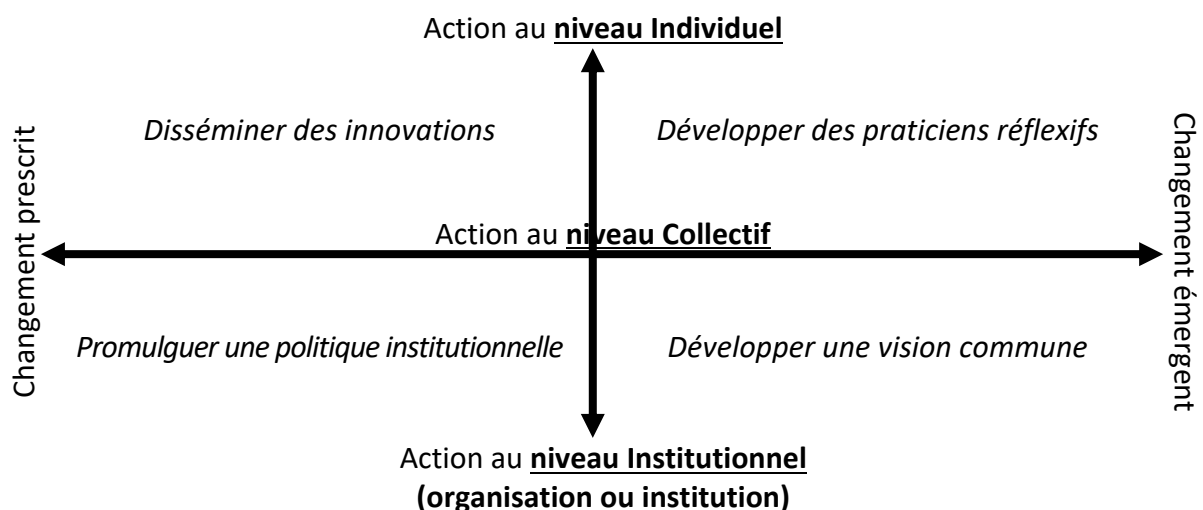 Action au niveau Individuel
Disséminer des innovations
Développer des praticiens réflexifs
Changement prescrit
Action au niveau Collectif
Changement émergent
Promulguer une politique institutionnelle
Développer une vision commune
Action au niveau Institutionnel
(organisation ou institution)